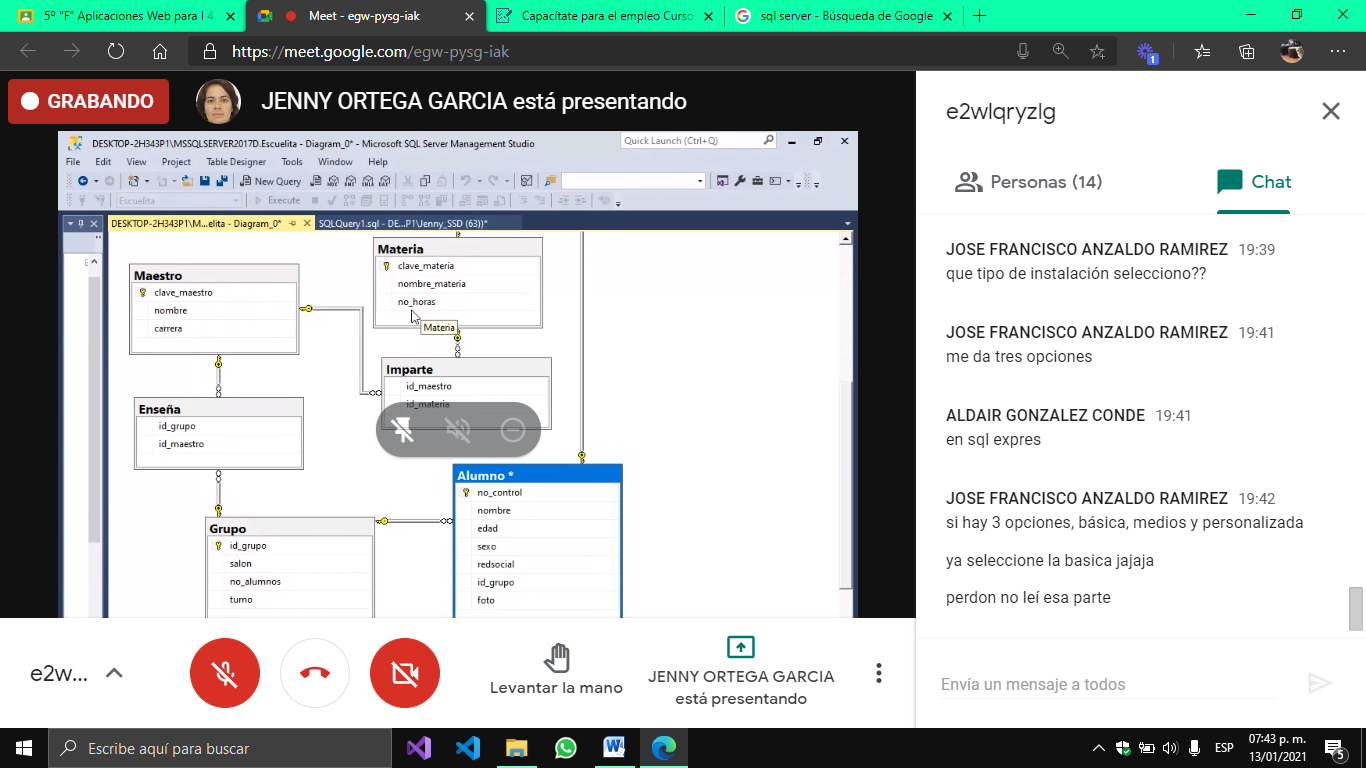 5º "F" Aplicaciones Web para I 4.
Meet - egw-pysg-iak
Capacítate para el empleo Curso
sql server - Búsqueda de Google
https://meet.google.com/egw-pysg-iak
1
GRABANDO
JENNY ORTEGA GARCIA está presentando
DESKTOP-2H343P1\MSSQLSERVER2017D.Escuelita - Diagram_0* - Microsoft SQL Server Management Studio
Quick Launch (Ctrl+Q)
File Edit View Project Table Designer Tools Window Help
New Query
Escuelita
Execute
DESKTOP-2H343P1\M...elita - Diagram_0*
SQLQuery1.sql - DE...P1\Jenny_SSD (63))*
Materia
clave_materia
nombre_materia
no_horas
Materia
Maestro
clave_maestro
nombre
carrera
Imparte
id_maestro
id_materia
Enseña
id_grupo
id_maestro
Alumno *
no_control
nombre
edad
sexo
redsocial
id_grupo
foto
Grupo
id_grupo
salon
no_alumnos
turno
e2wlqryzlg
Personas (14)
Chat
JOSE FRANCISCO ANZALDO RAMIREZ 19:39
que tipo de instalación selecciono??
JOSE FRANCISCO ANZALDO RAMIREZ 19:41
me da tres opciones
ALDAIR GONZALEZ CONDE 19:41
en sql expres
JOSE FRANCISCO ANZALDO RAMIREZ 19:42
si hay 3 opciones, básica, medios y personalizada
ya seleccione la basica jajaja
perdon no leí esa parte
Envía un mensaje a todos
e2w...
Levantar la mano
JENNY ORTEGA GARCIA
está presentando
Escribe aquí para buscar
ESP
07:43 p. m.
13/01/2021
5